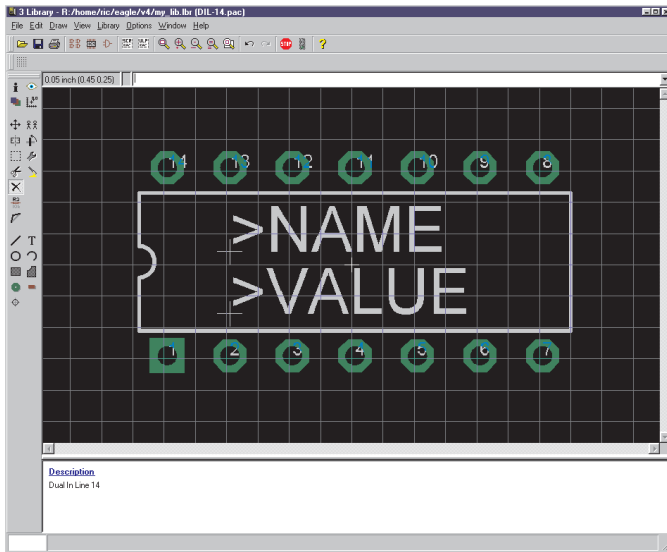 3 Library - R:/home/ric/eagle/v4/my_lib.lbr (DIL-14.pac)
File Edit Draw View Library Options Window Help
STOP ?
0.05 inch (0.45 0.25)
14 13 12 11 10 9 8
>NAME
>VALUE
1 2 3 4 5 6 7
Description
Dual In Line 14